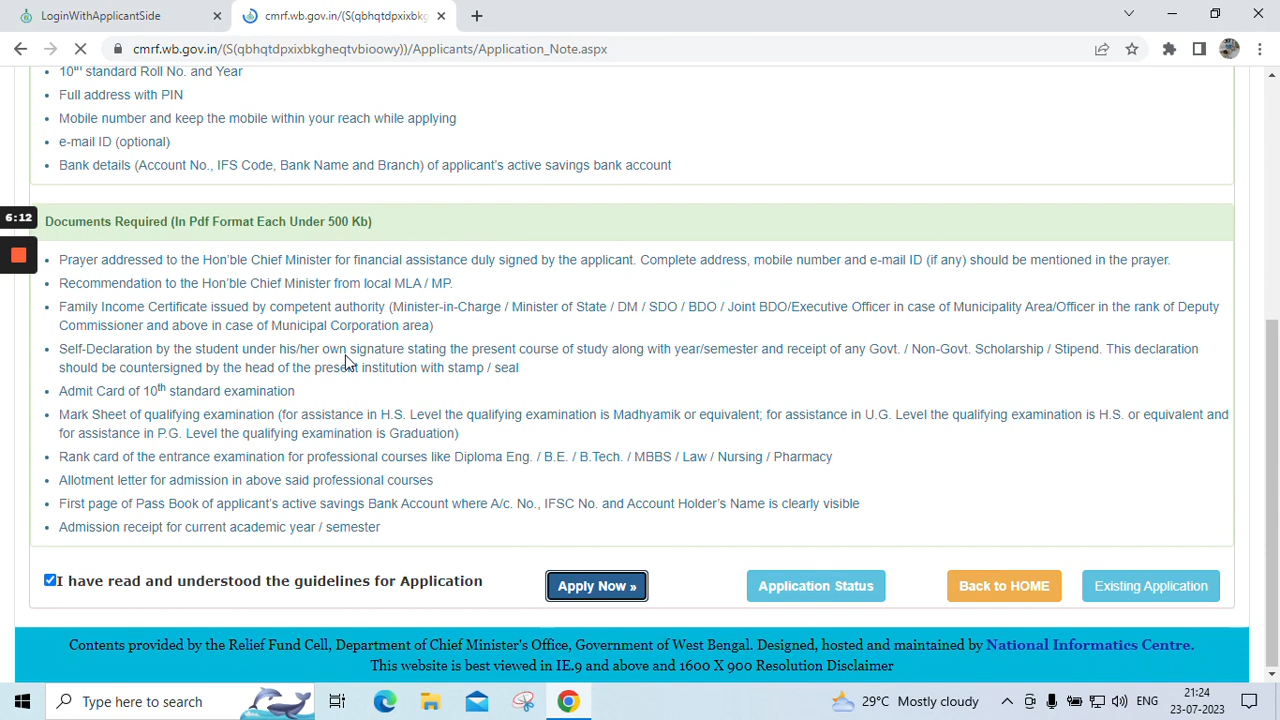 LoginWithApplicantSide
cmrf.wb.gov.in/(S(qbhqtdpxixbkg
cmrf.wb.gov.in/(S(qbhqtdpxixbkgheqtvbioowy))/Applicants/Application_Note.aspx
• 10th standard Roll No. and Year
• Full address with PIN
• Mobile number and keep the mobile within your reach while applying
• e-mail ID (optional)
• Bank details (Account No., IFS Code, Bank Name and Branch) of applicant's active savings bank account
6:12
Documents Required (In Pdf Format Each Under 500 Kb)
• Prayer addressed to the Hon'ble Chief Minister for financial assistance duly signed by the applicant. Complete address, mobile number and e-mail ID (if any) should be mentioned in the prayer.
• Recommendation to the Hon'ble Chief Minister from local MLA / MP.
• Family Income Certificate issued by competent authority (Minister-in-Charge / Minister of State / DM / SDO / BDO / Joint BDO/Executive Officer in case of Municipality Area/Officer in the rank of Deputy
Commissioner and above in case of Municipal Corporation area)
• Self-Declaration by the student under his/her own signature stating the present course of study along with year/semester and receipt of any Govt. / Non-Govt. Scholarship / Stipend. This declaration
should be countersigned by the head of the present institution with stamp / seal
• Admit Card of 10th standard examination
• Mark Sheet of qualifying examination (for assistance in H.S. Level the qualifying examination is Madhyamik or equivalent; for assistance in U.G. Level the qualifying examination is H.S. or equivalent and
for assistance in P.G. Level the qualifying examination is Graduation)
• Rank card of the entrance examination for professional courses like Diploma Eng. / B.E. / B.Tech. / MBBS / Law / Nursing / Pharmacy
• Allotment letter for admission in above said professional courses
• First page of Pass Book of applicant's active savings Bank Account where A/c. No., IFSC No. and Account Holder's Name is clearly visible
• Admission receipt for current academic year / semester
I have read and understood the guidelines for Application
Apply Now »
Application Status
Back to HOME
Existing Application
Contents provided by the Relief Fund Cell, Department of Chief Minister's Office, Government of West Bengal. Designed, hosted and maintained by National Informatics Centre.
This website is best viewed in IE.9 and above and 1600 X 900 Resolution Disclaimer
Type here to search
29°C Mostly cloudy
ENG
21:24
23-07-2023